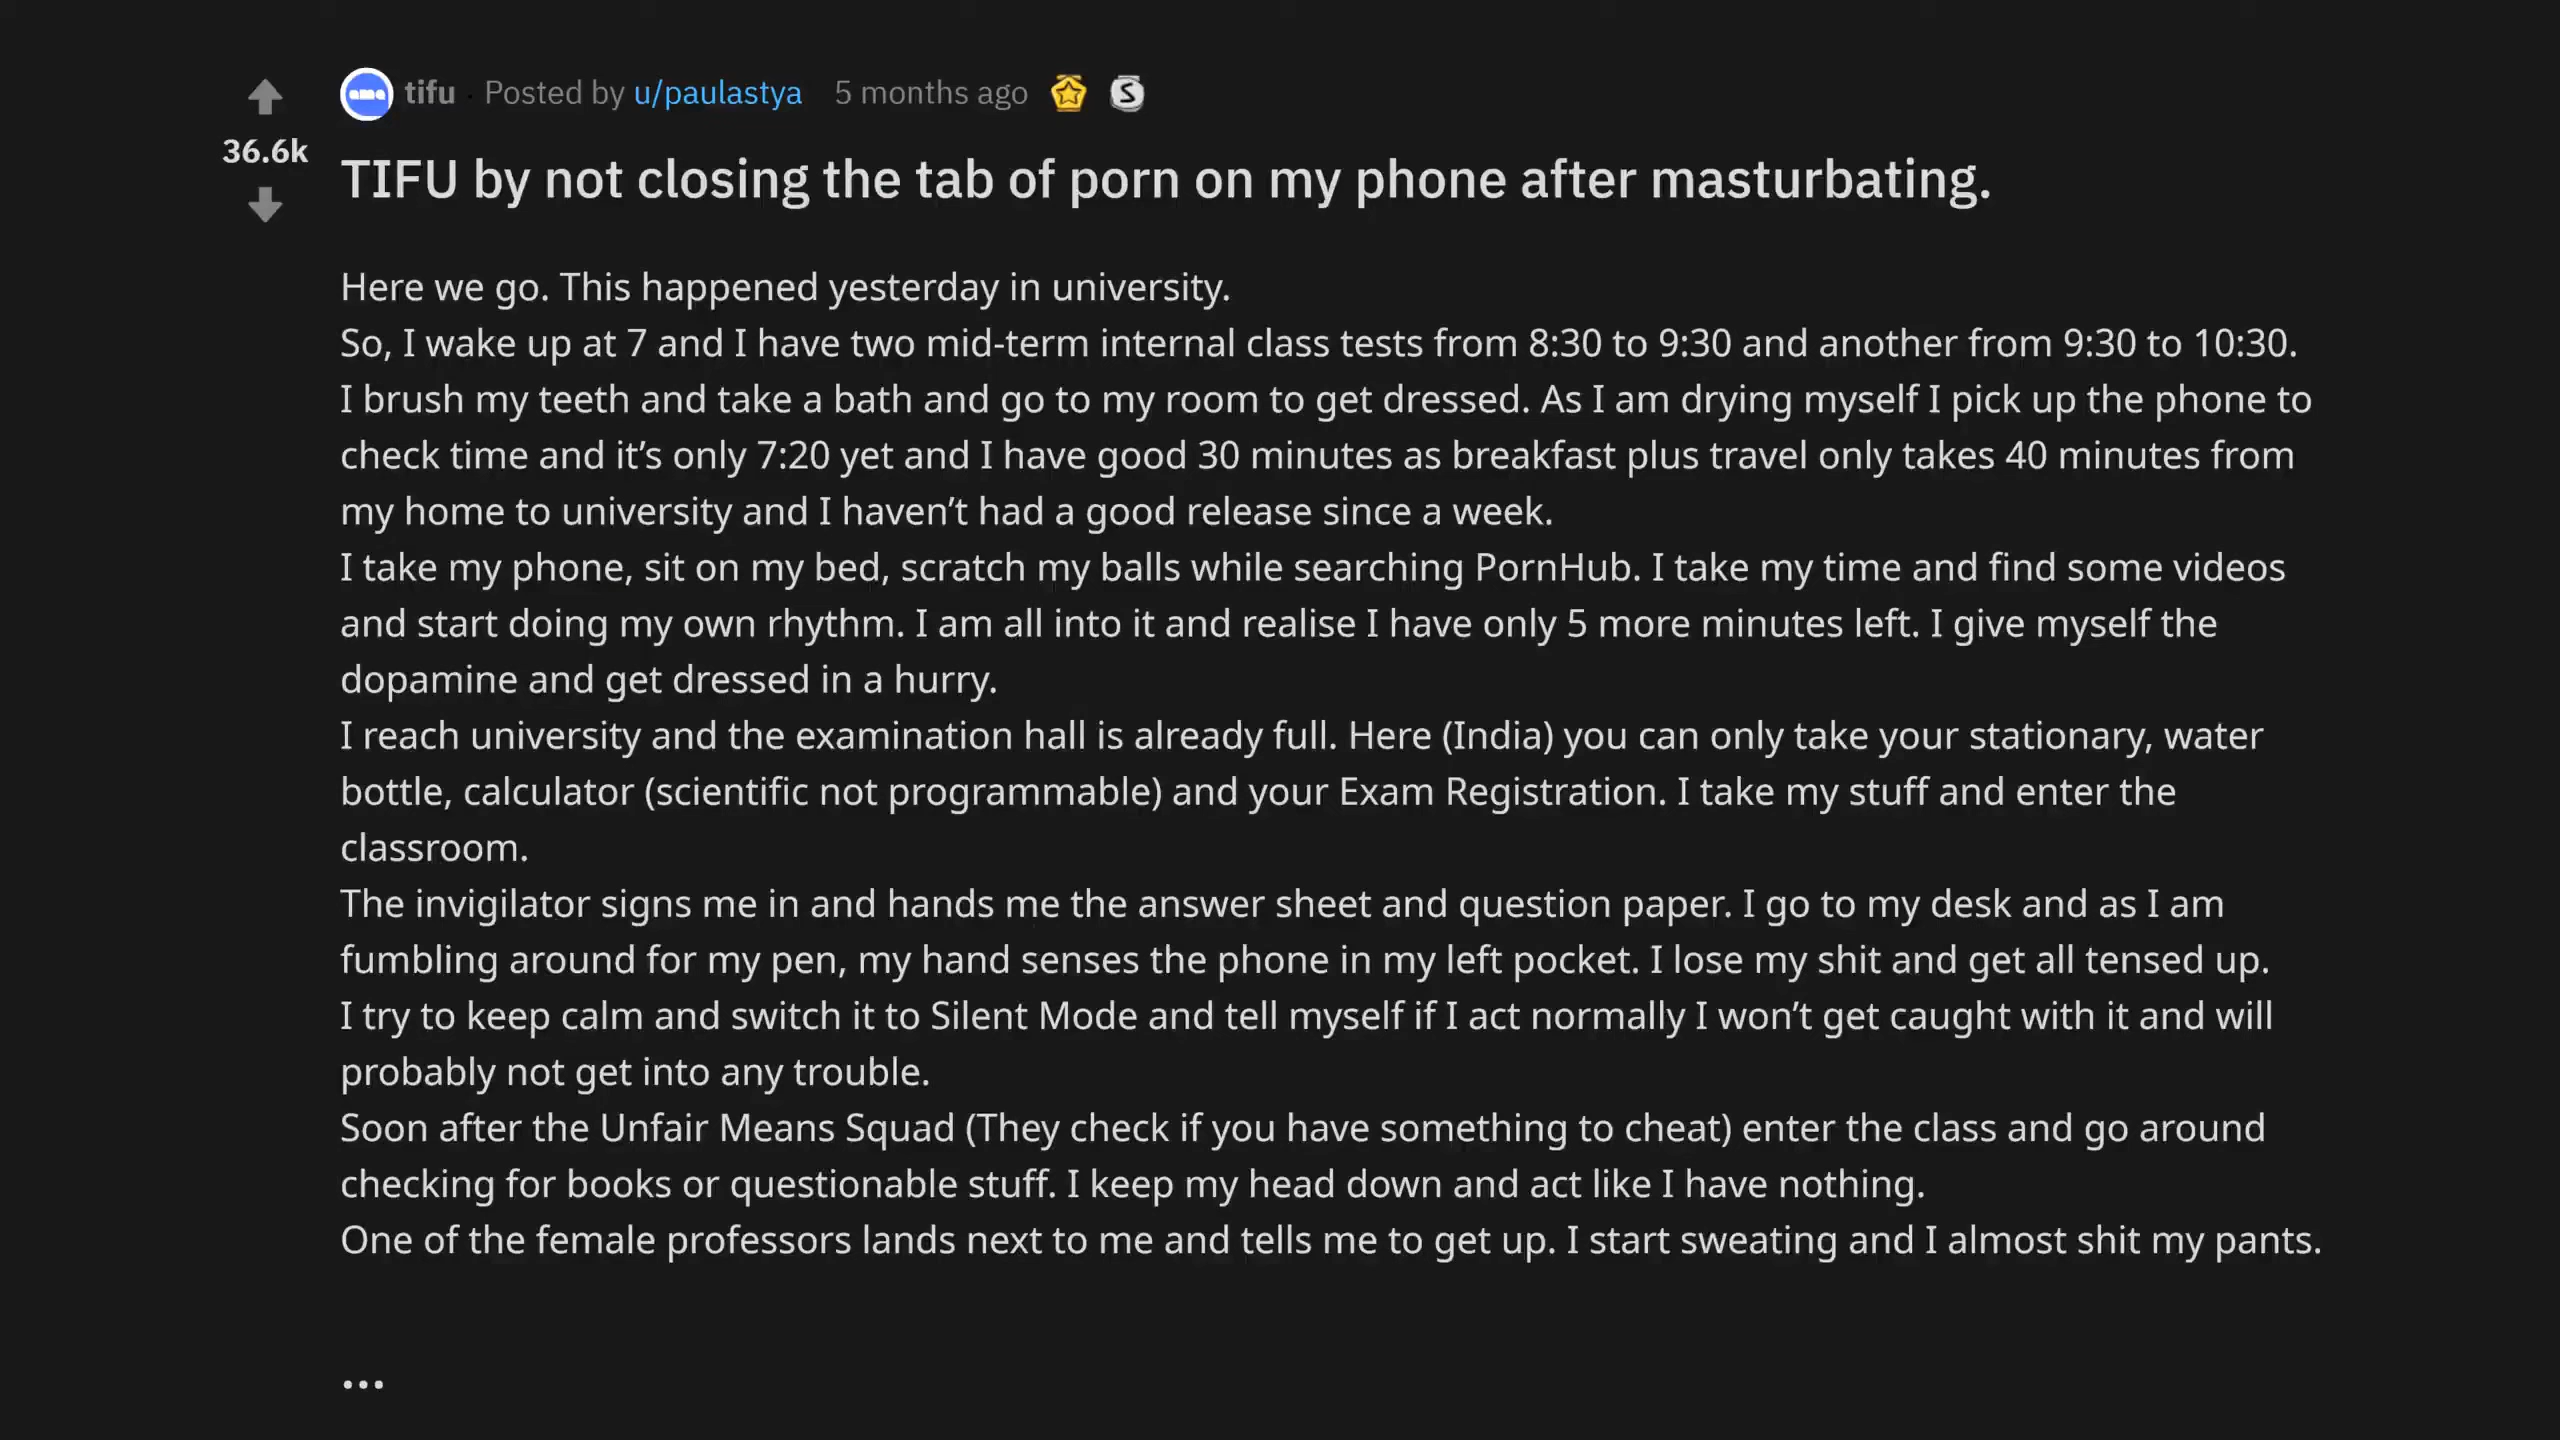 tifu · Posted by u/paulastya 5 months ago
36.6k
TIFU by not closing the tab of porn on my phone after masturbating.
Here we go. This happened yesterday in university.
So, I wake up at 7 and I have two mid-term internal class tests from 8:30 to 9:30 and another from 9:30 to 10:30.
I brush my teeth and take a bath and go to my room to get dressed. As I am drying myself I pick up the phone to
check time and it’s only 7:20 yet and I have good 30 minutes as breakfast plus travel only takes 40 minutes from
my home to university and I haven’t had a good release since a week.
I take my phone, sit on my bed, scratch my balls while searching PornHub. I take my time and find some videos
and start doing my own rhythm. I am all into it and realise I have only 5 more minutes left. I give myself the
dopamine and get dressed in a hurry.
I reach university and the examination hall is already full. Here (India) you can only take your stationary, water
bottle, calculator (scientific not programmable) and your Exam Registration. I take my stuff and enter the
classroom.
The invigilator signs me in and hands me the answer sheet and question paper. I go to my desk and as I am
fumbling around for my pen, my hand senses the phone in my left pocket. I lose my shit and get all tensed up.
I try to keep calm and switch it to Silent Mode and tell myself if I act normally I won’t get caught with it and will
probably not get into any trouble.
Soon after the Unfair Means Squad (They check if you have something to cheat) enter the class and go around
checking for books or questionable stuff. I keep my head down and act like I have nothing.
One of the female professors lands next to me and tells me to get up. I start sweating and I almost shit my pants.
...